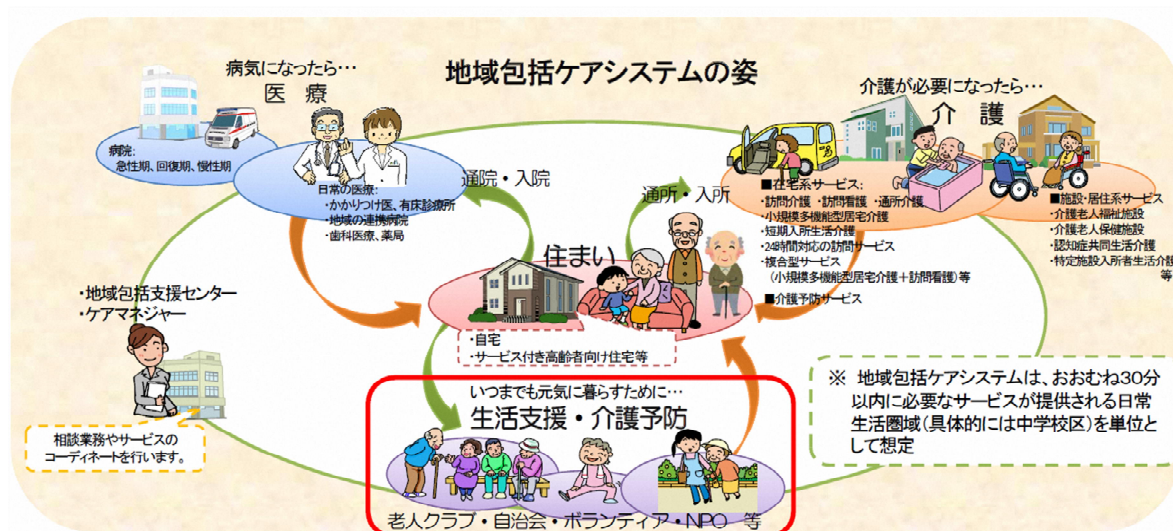 地域包括ケアシステムの姿
病気になったら…
医 療
病院:
急性期、回復期、慢性期
日常の医療:
・かかりつけ医、有床診療所
・地域の連携病院
・歯科医療、薬局
通院・入院
通所・入所
介護が必要になったら…
介 護
■在宅系サービス:
・訪問介護 ・訪問看護 ・通所介護
・小規模多機能型居宅介護
・短期入所生活介護
・24時間対応の訪問サービス
・複合型サービス
(小規模多機能型居宅介護+訪問看護)等
■介護予防サービス
■施設・居住系サービス
・介護老人福祉施設
・介護老人保健施設
・認知症共同生活介護
・特定施設入所者生活介護
等
住まい
・自宅
・サービス付き高齢者向け住宅等
・地域包括支援センター
・ケアマネジャー
相談業務やサービスの
コーディネートを行います。
いつまでも元気に暮らすために…
生活支援・介護予防
老人クラブ・自治会・ボランティア・NPO 等
※ 地域包括ケアシステムは、おおむね30分
以内に必要なサービスが提供される日常
生活圏域(具体的には中学校区)を単位と
して想定